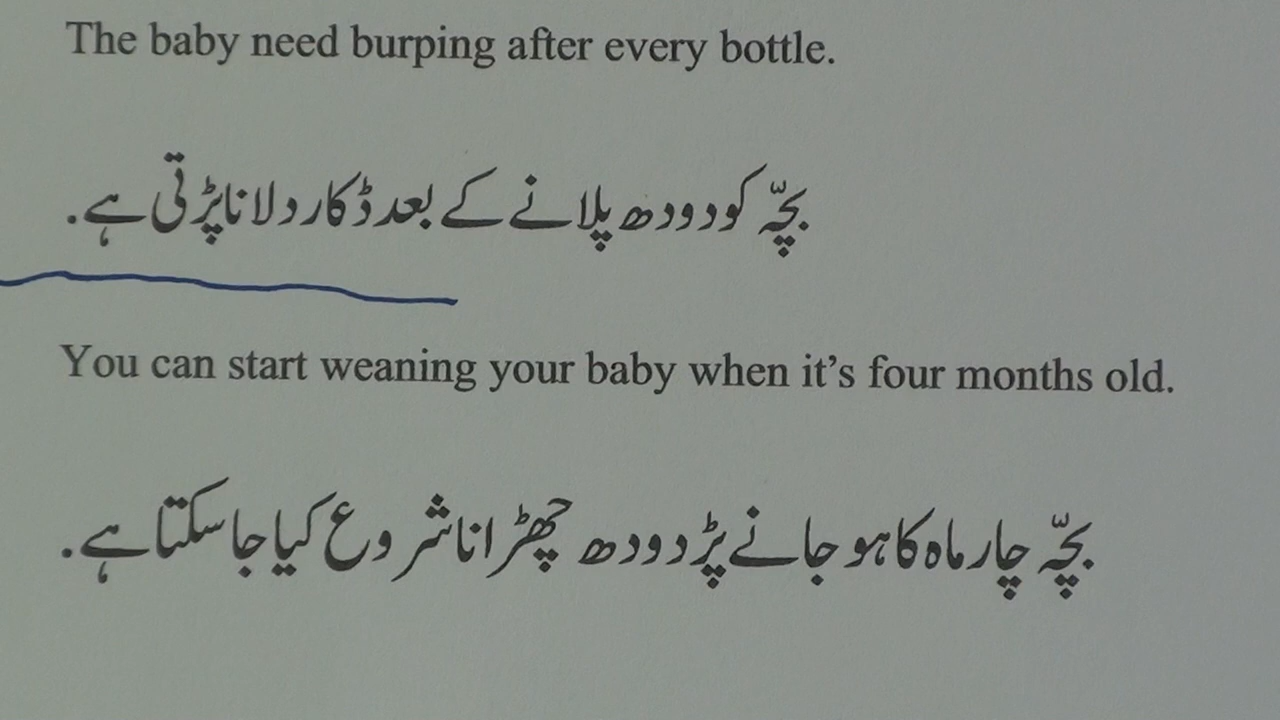 The baby need burping after every bottle.
بچّہ کو دودھ پلانے کے بعد ڈکار دلانا پڑتی ہے.
You can start weaning your baby when it’s four months old.
بچّہ چار ماہ کا ہو جانے پڑ دودھ چھڑانا شروع کیا جا سکتا ہے.